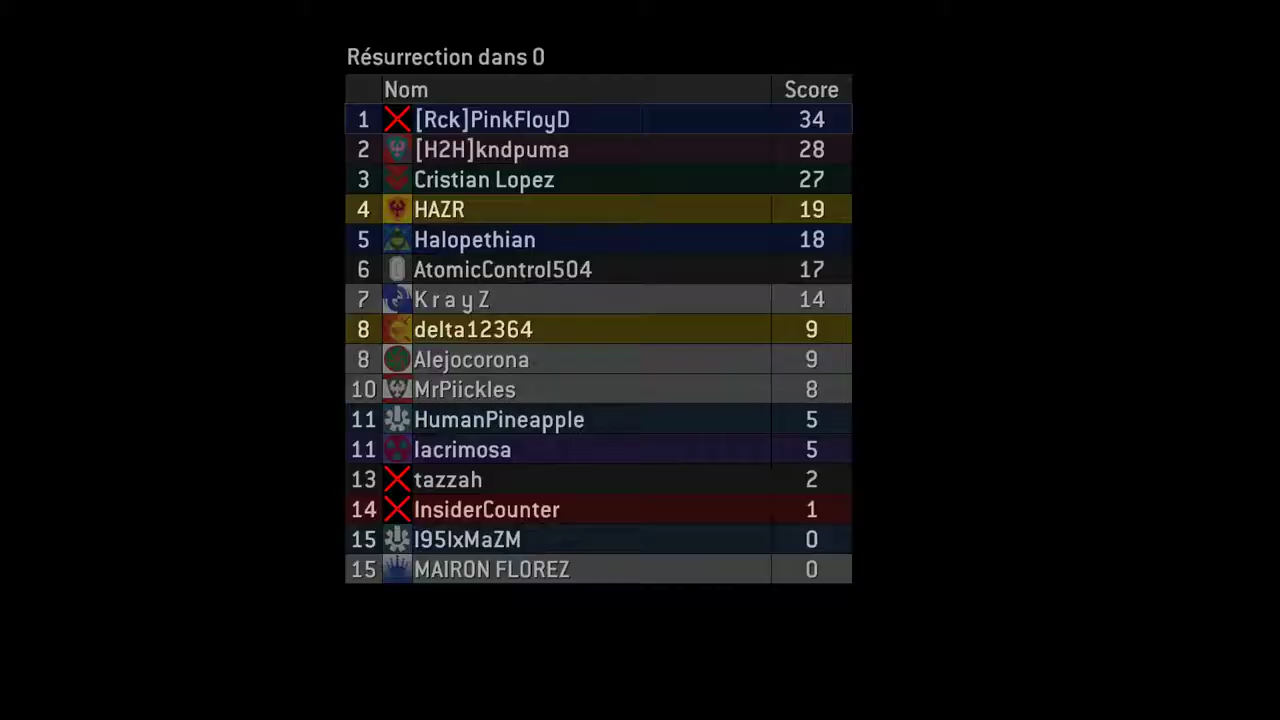 Résurrection dans 0
Nom Score
1 [Rck]PinkFloyD 34
2 [H2H]kndpuma 28
3 Cristian Lopez 27
4 HAZR 19
5 Halopethian 18
6 AtomicControl504 17
7 K r a y Z 14
8 delta12364 9
8 Alejocorona 9
10 MrPiickles 8
11 HumanPineapple 5
11 lacrimosa 5
13 tazzah 2
14 InsiderCounter 1
15 I95IxMaZM 0
15 MAIRON FLOREZ 0